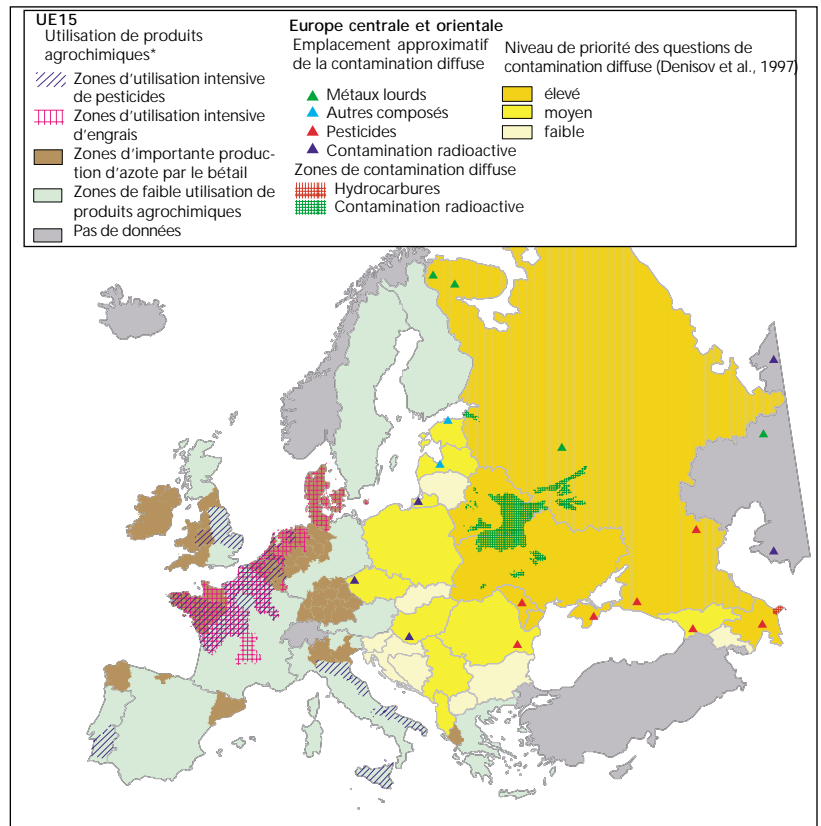 UE15
Utilisation de produits
agrochimiques*
Zones d'utilisation intensive
de pesticides
Zones d'utilisation intensive
d'engrais
Zones d'importante produc-
tion d'azote par le bétail
Zones de faible utilisation de
produits agrochimiques
Pas de données
Europe centrale et orientale
Emplacement approximatif
de la contamination diffuse
Métaux lourds
Autres composés
Pesticides
Contamination radioactive
Zones de contamination diffuse
Hydrocarbures
Contamination radioactive
Niveau de priorité des questions de
contamination diffuse (Denisov et al., 1997)
élevé
moyen
faible